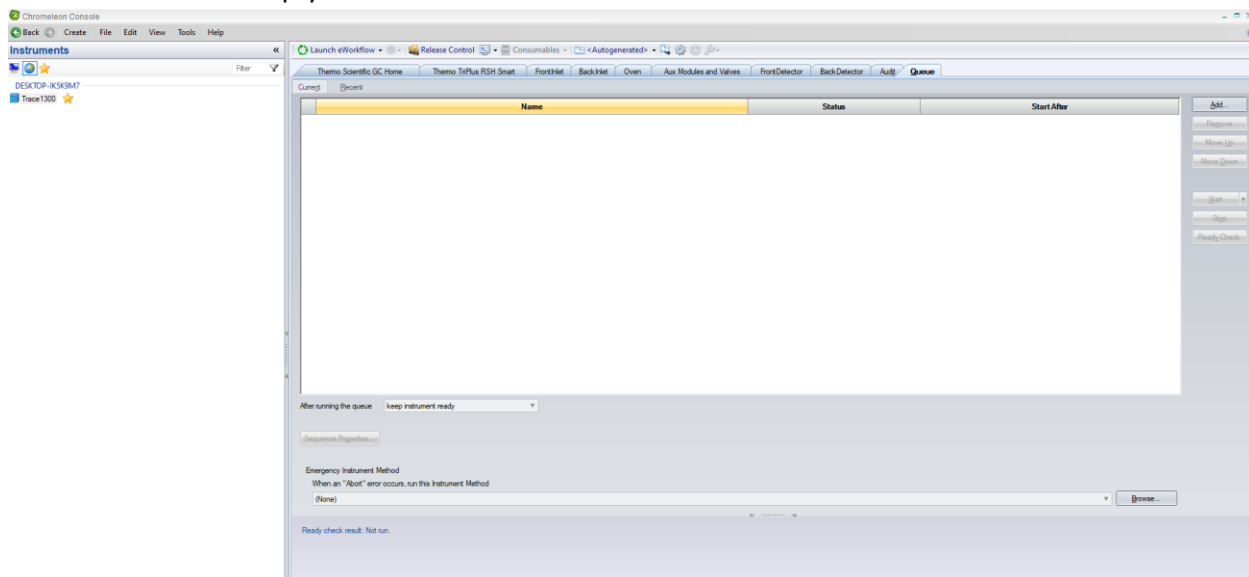 Chromeleon Console
Back Create File Edit View Tools Help
Instruments «
Launch eWorkflow Release Control Consumables <Autogenerated>
Filter
Thermo Scientific GC Home Thermo TriPlus RSH Smart FrontInlet BackInlet Oven Aux Modules and Valves FrontDetector BackDetector Audit Queue
DESKTOP-IK5K9M7
Current Recent
Trace1300
Name Status Start After
Add...
Remove
Move Up
Move Down
Start
Stop
Ready Check
After running the queue keep instrument ready
Sequence Properties...
Emergency Instrument Method
When an "Abort" error occurs, run this Instrument Method
(None) Browse...
Ready check result: Not run.